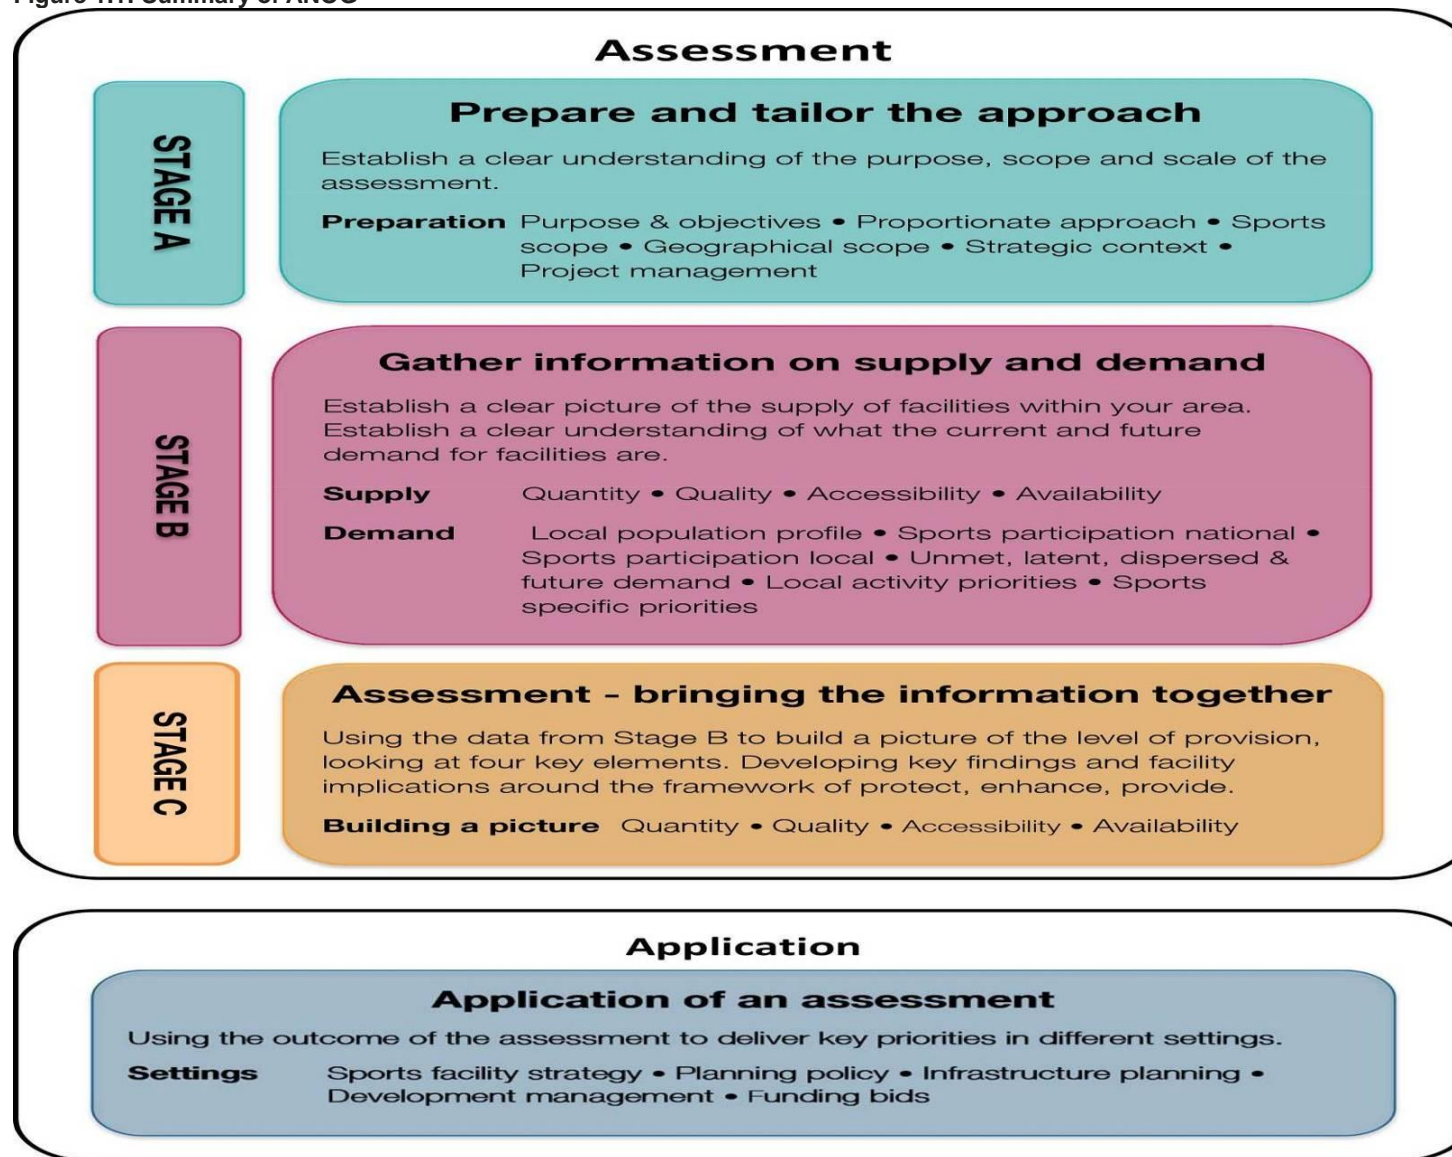 Assessment
STAGE A
Prepare and tailor the approach
Establish a clear understanding of the purpose, scope and scale of the
assessment.
Preparation Purpose & objectives • Proportionate approach • Sports
scope • Geographical scope • Strategic context •
Project management
STAGE B
Gather information on supply and demand
Establish a clear picture of the supply of facilities within your area.
Establish a clear understanding of what the current and future
demand for facilities are.
Supply Quantity • Quality • Accessibility • Availability
Demand Local population profile • Sports participation national •
Sports participation local • Unmet, latent, dispersed &
future demand • Local activity priorities • Sports
specific priorities
STAGE C
Assessment - bringing the information together
Using the data from Stage B to build a picture of the level of provision,
looking at four key elements. Developing key findings and facility
implications around the framework of protect, enhance, provide.
Building a picture Quantity • Quality • Accessibility • Availability
Application
Application of an assessment
Using the outcome of the assessment to deliver key priorities in different settings.
Settings Sports facility strategy • Planning policy • Infrastructure planning •
Development management • Funding bids